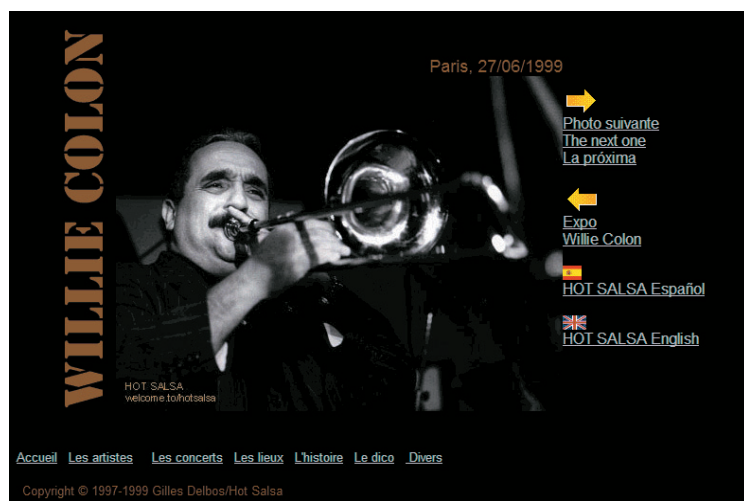 WILLIE COLON
Paris, 27/06/1999
Photo suivante
The next one
La próxima
Expo
Willie Colon
HOT SALSA Español
HOT SALSA English
HOT SALSA
welcome.to/hotsalsa
Accueil Les artistes Les concerts Les lieux L'histoire Le dico Divers
Copyright © 1997-1999 Gilles Delbos/Hot Salsa